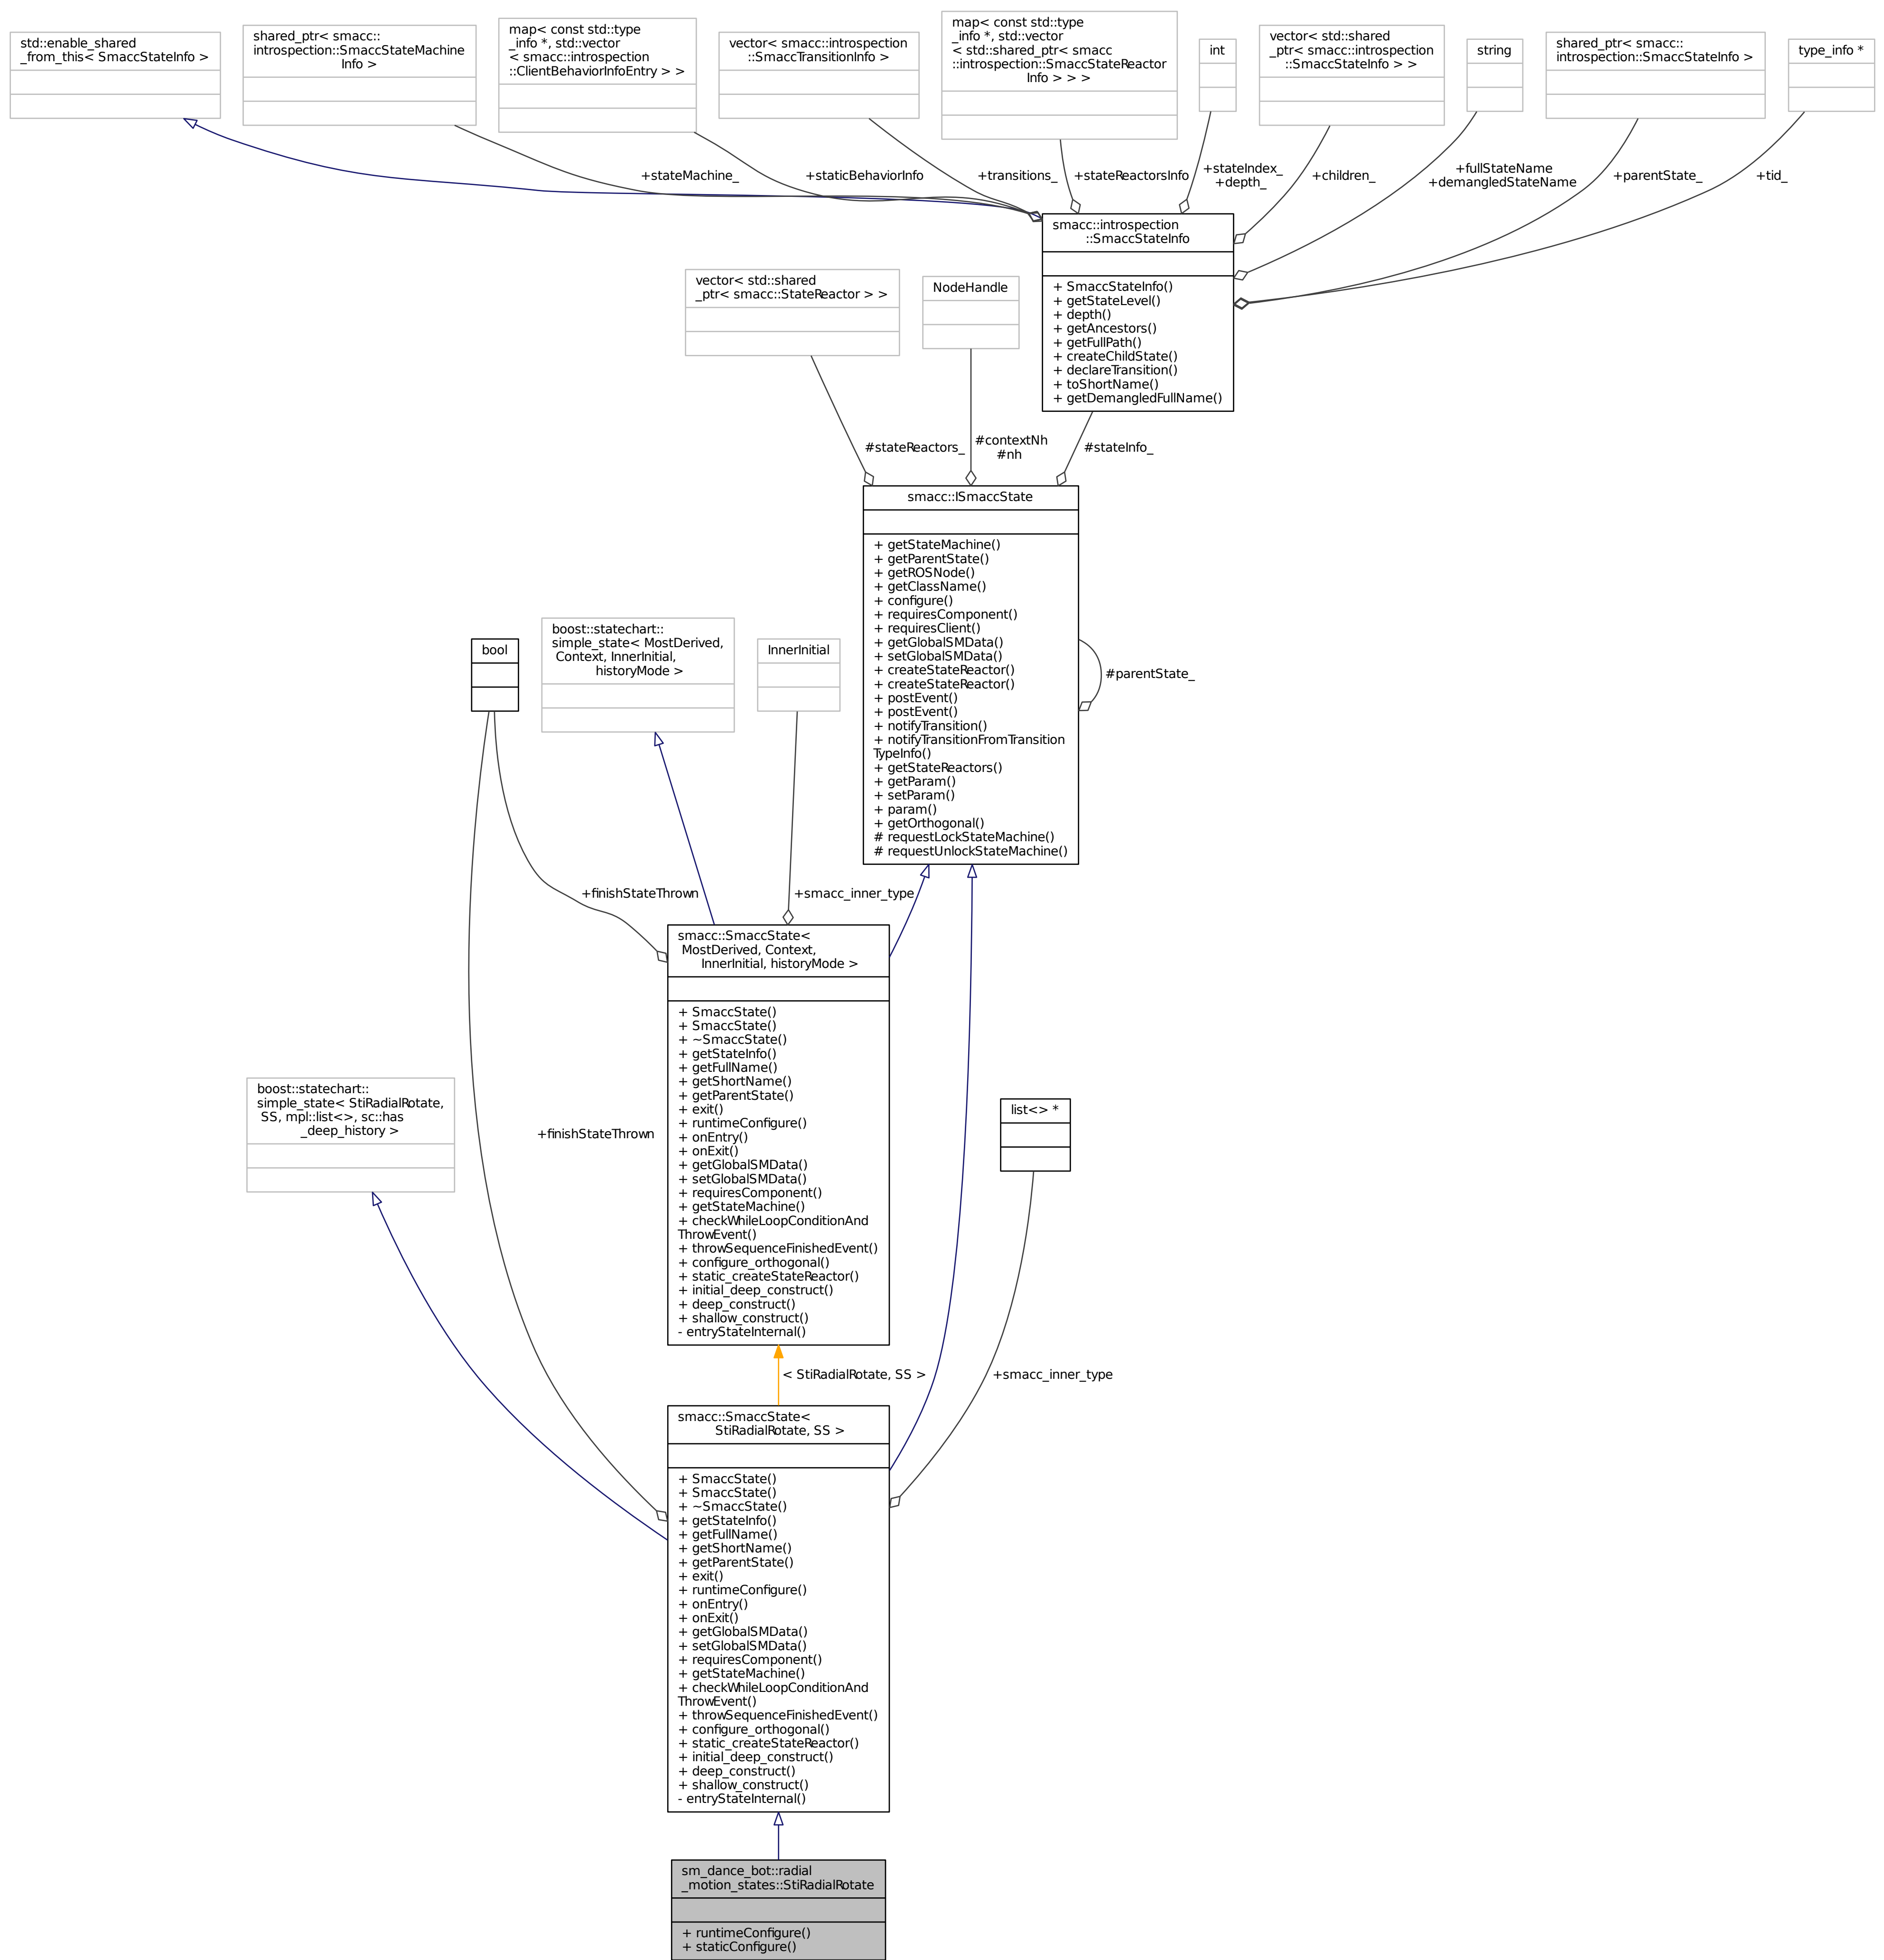 std::enable_shared
_from_this< SmaccStateInfo >
shared_ptr< smacc::
introspection::SmaccStateMachine
Info >
map< const std::type
_info *, std::vector
< smacc::introspection
::ClientBehaviorInfoEntry > >
vector< smacc::introspection
::SmaccTransitionInfo >
map< const std::type
_info *, std::vector
< std::shared_ptr< smacc
::introspection::SmaccStateReactor
Info > > >
int
vector< std::shared
_ptr< smacc::introspection
::SmaccStateInfo > >
string
shared_ptr< smacc::
introspection::SmaccStateInfo >
type_info *
+stateMachine_
+staticBehaviorInfo
+transitions_
+stateReactorsInfo
+stateIndex_
+depth_
+children_
+fullStateName
+demangledStateName
+parentState_
+tid_
smacc::introspection
::SmaccStateInfo
+ SmaccStateInfo()
+ getStateLevel()
+ depth()
+ getAncestors()
+ getFullPath()
+ createChildState()
+ declareTransition()
+ toShortName()
+ getDemangledFullName()
vector< std::shared
_ptr< smacc::StateReactor > >
NodeHandle
#stateReactors_
#contextNh
#nh
#stateInfo_
smacc::ISmaccState
+ getStateMachine()
+ getParentState()
+ getROSNode()
+ getClassName()
+ configure()
+ requiresComponent()
+ requiresClient()
+ getGlobalSMData()
+ setGlobalSMData()
+ createStateReactor()
+ createStateReactor()
+ postEvent()
+ postEvent()
+ notifyTransition()
+ notifyTransitionFromTransition
TypeInfo()
+ getStateReactors()
+ getParam()
+ setParam()
+ param()
+ getOrthogonal()
# requestLockStateMachine()
# requestUnlockStateMachine()
#parentState_
bool
boost::statechart::
simple_state< MostDerived,
Context, InnerInitial,
historyMode >
InnerInitial
+finishStateThrown
+smacc_inner_type
smacc::SmaccState<
MostDerived, Context,
InnerInitial, historyMode >
+ SmaccState()
+ SmaccState()
+ ~SmaccState()
+ getStateInfo()
+ getFullName()
+ getShortName()
+ getParentState()
+ exit()
+ runtimeConfigure()
+ onEntry()
+ onExit()
+ getGlobalSMData()
+ setGlobalSMData()
+ requiresComponent()
+ getStateMachine()
+ checkWhileLoopConditionAnd
ThrowEvent()
+ throwSequenceFinishedEvent()
+ configure_orthogonal()
+ static_createStateReactor()
+ initial_deep_construct()
+ deep_construct()
+ shallow_construct()
- entryStateInternal()
boost::statechart::
simple_state< StiRadialRotate,
SS, mpl::list<>, sc::has
_deep_history >
+finishStateThrown
list<> *
< StiRadialRotate, SS >
+smacc_inner_type
smacc::SmaccState<
StiRadialRotate, SS >
+ SmaccState()
+ SmaccState()
+ ~SmaccState()
+ getStateInfo()
+ getFullName()
+ getShortName()
+ getParentState()
+ exit()
+ runtimeConfigure()
+ onEntry()
+ onExit()
+ getGlobalSMData()
+ setGlobalSMData()
+ requiresComponent()
+ getStateMachine()
+ checkWhileLoopConditionAnd
ThrowEvent()
+ throwSequenceFinishedEvent()
+ configure_orthogonal()
+ static_createStateReactor()
+ initial_deep_construct()
+ deep_construct()
+ shallow_construct()
- entryStateInternal()
sm_dance_bot::radial
_motion_states::StiRadialRotate
+ runtimeConfigure()
+ staticConfigure()